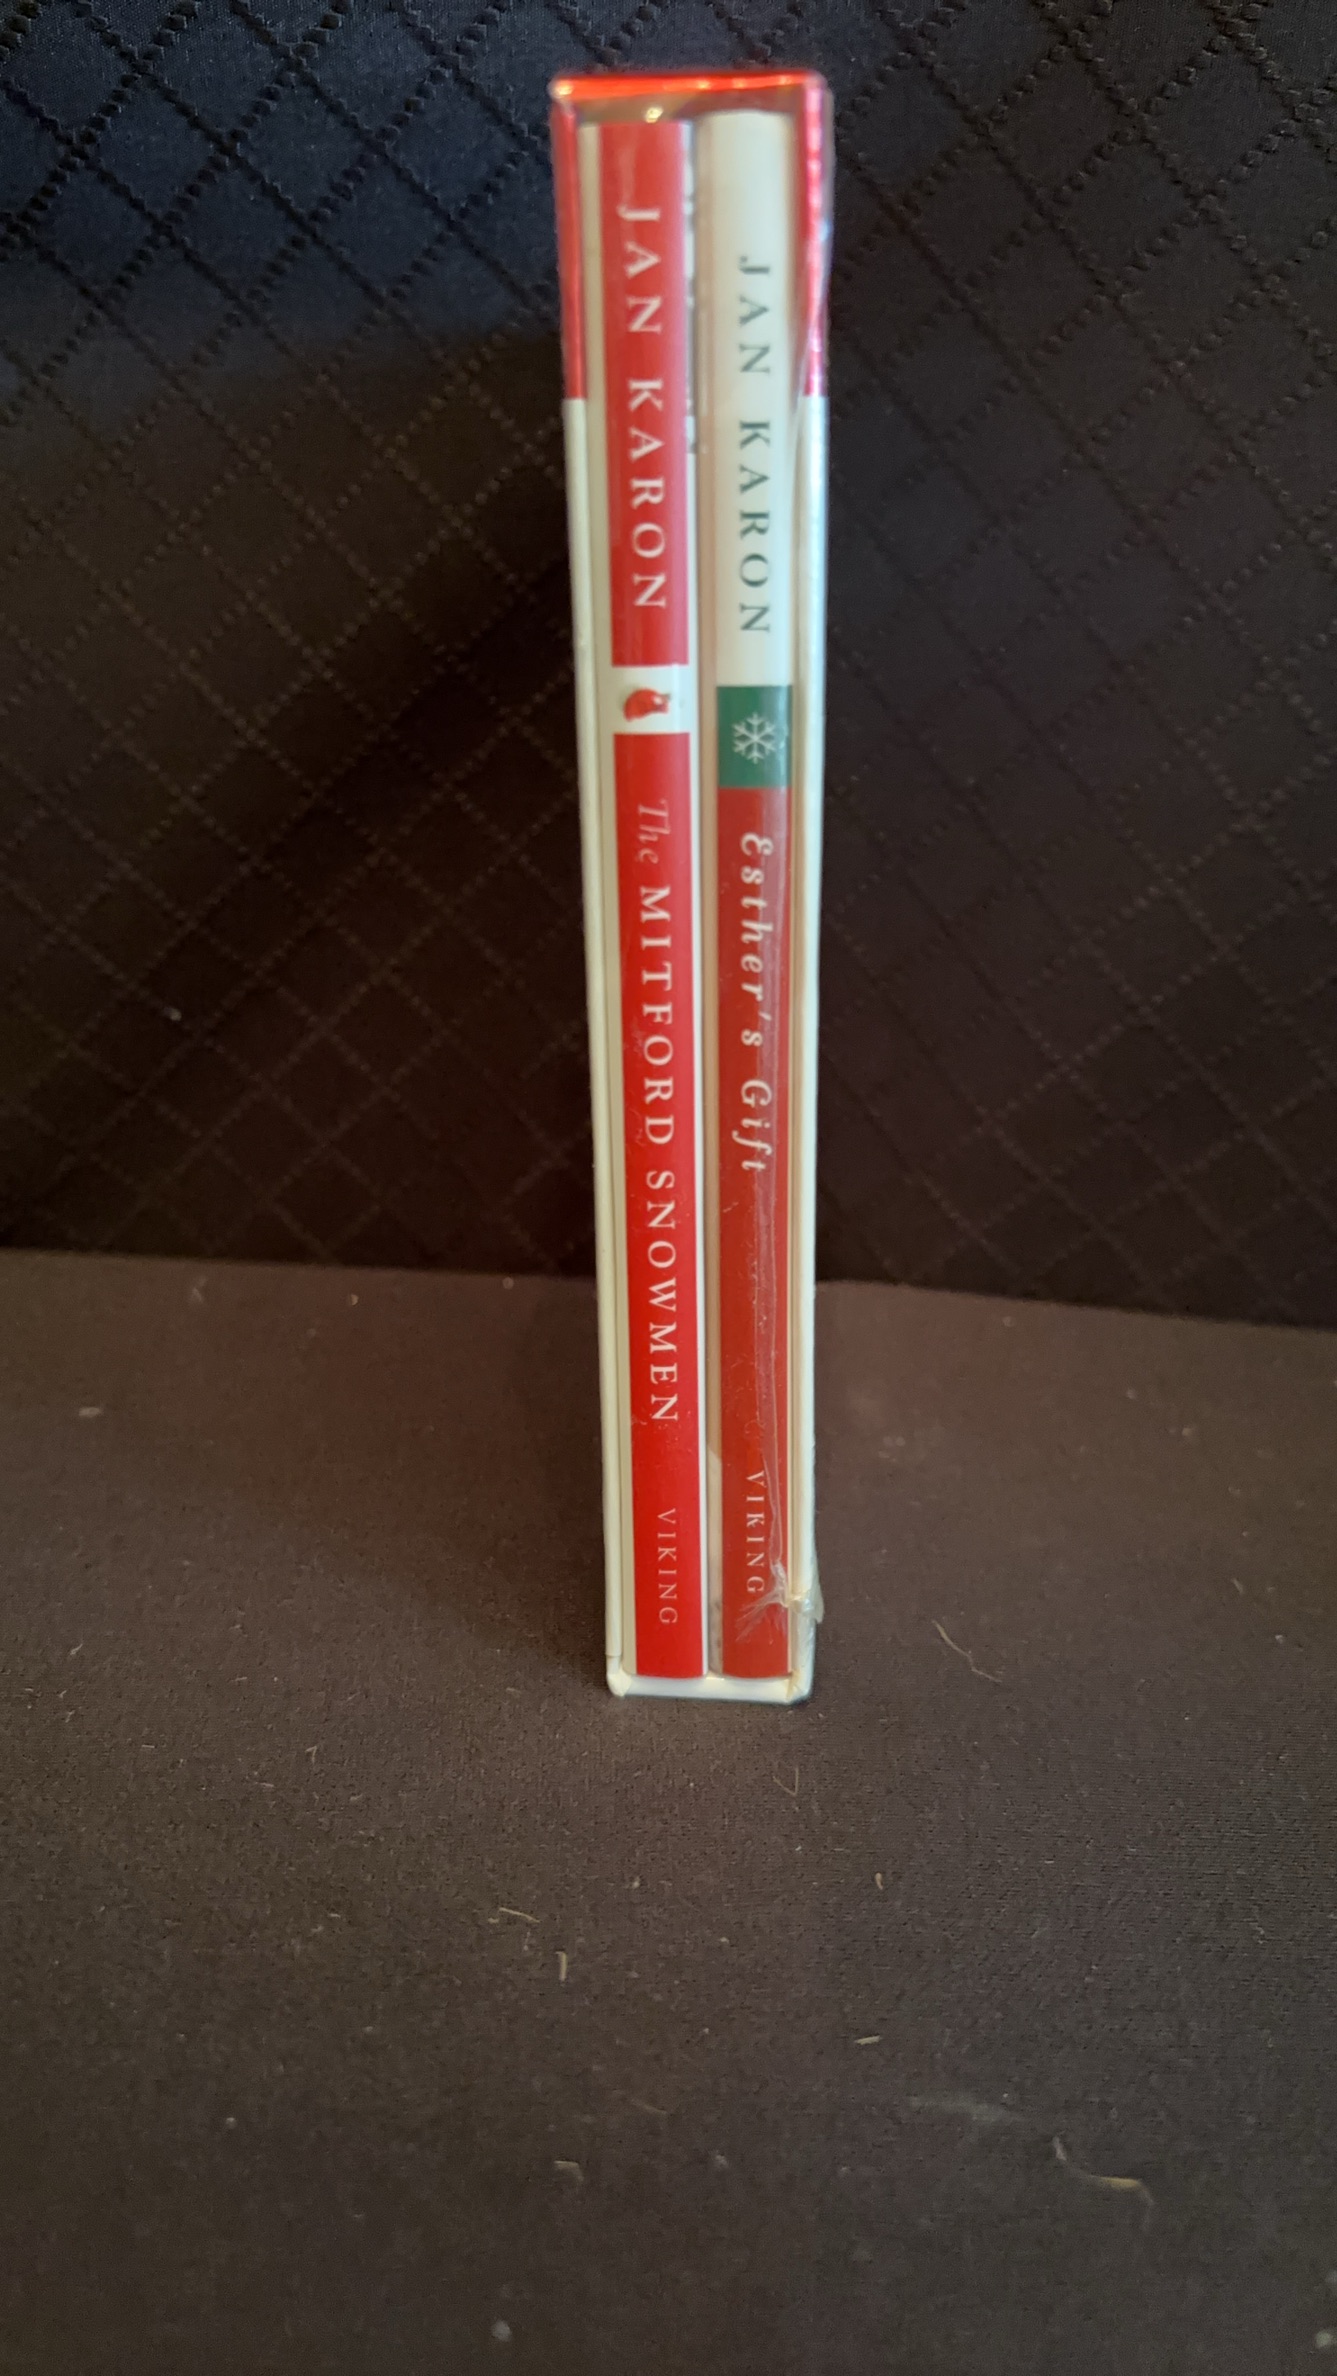 JAN KARON
The MITFORD SNOWMEN
VIKING
JAN KARON
Esther's Gift
VIKING